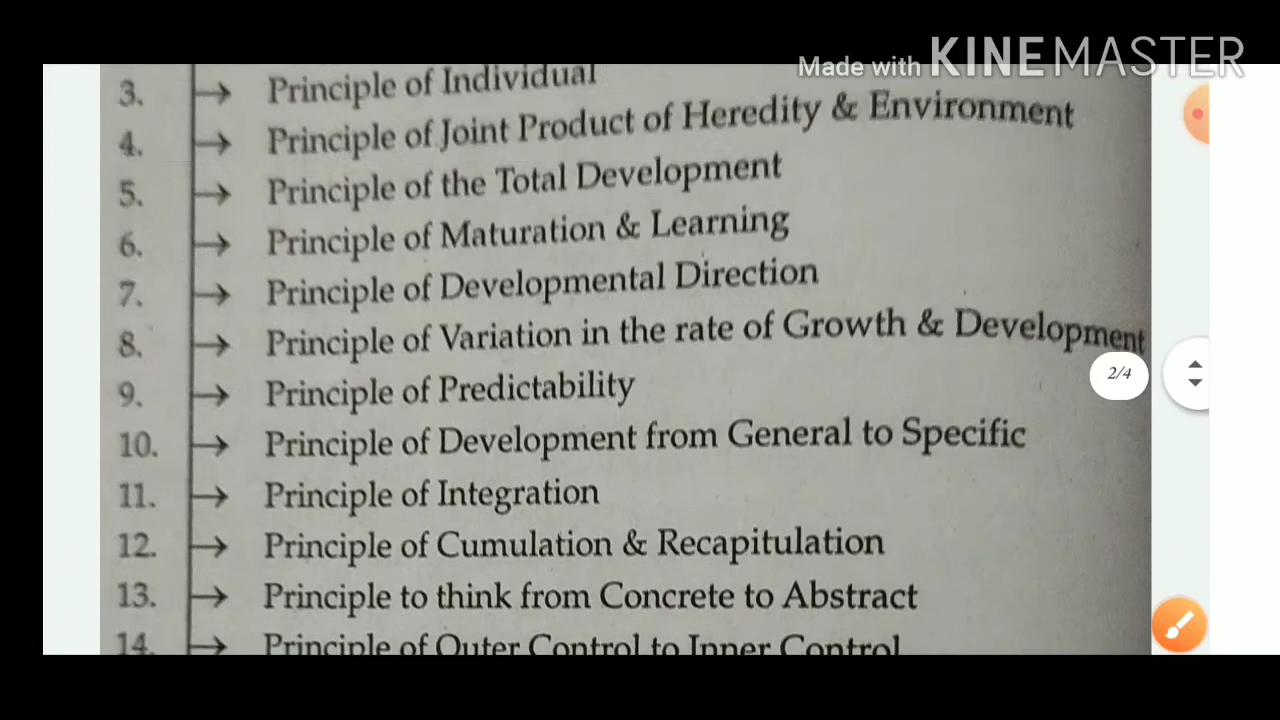 Made with KINEMASTER
3. → Principle of Individual
4. → Principle of Joint Product of Heredity & Environment
5. → Principle of the Total Development
6. → Principle of Maturation & Learning
7. → Principle of Developmental Direction
8. → Principle of Variation in the rate of Growth & Development
2/4
9. → Principle of Predictability
10. → Principle of Development from General to Specific
11. → Principle of Integration
12. → Principle of Cumulation & Recapitulation
13. → Principle to think from Concrete to Abstract
14. → Principle of Outer Control to Inner Control